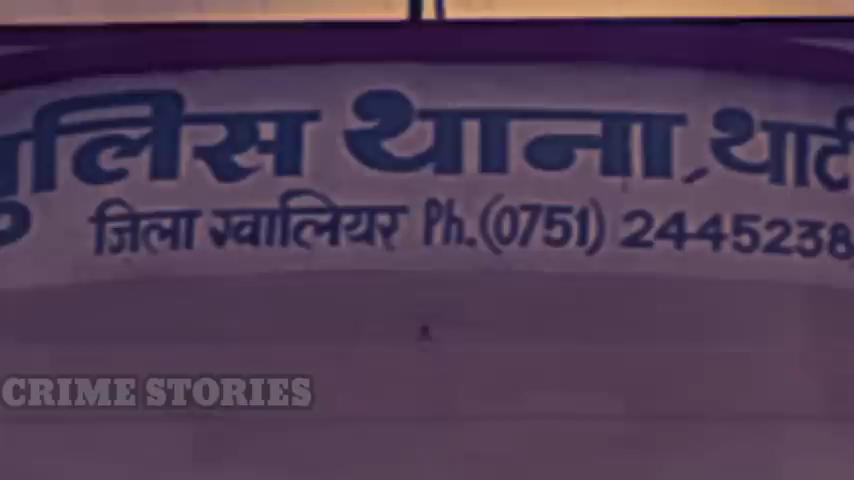 पुलिस थाना, थाटी
जिला ग्वालियर Ph.(0751) 2445238
CRIME STORIES